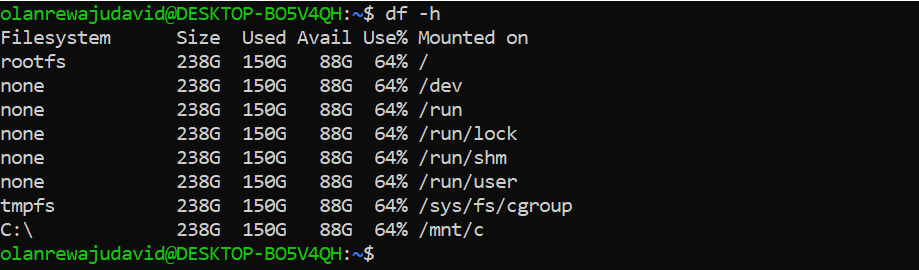 olanrewajudavid@DESKTOP-BO5V4QH:~$ df -h
Filesystem      Size  Used Avail Use% Mounted on
rootfs          238G  150G   88G  64% /
none            238G  150G   88G  64% /dev
none            238G  150G   88G  64% /run
none            238G  150G   88G  64% /run/lock
none            238G  150G   88G  64% /run/shm
none            238G  150G   88G  64% /run/user
tmpfs           238G  150G   88G  64% /sys/fs/cgroup
C:\             238G  150G   88G  64% /mnt/c
olanrewajudavid@DESKTOP-BO5V4QH:~$